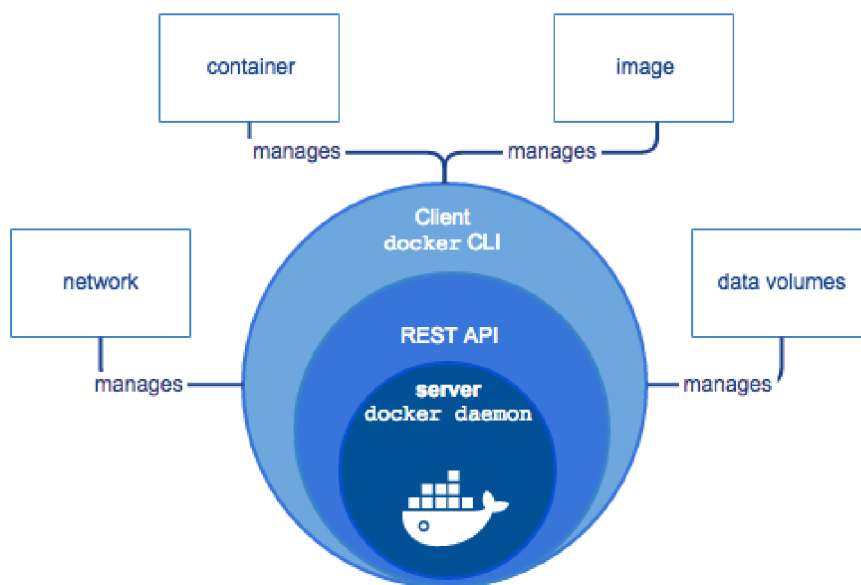 container
image
manages
manages
Client
docker CLI
network
data volumes
REST API
manages
manages
server
docker daemon